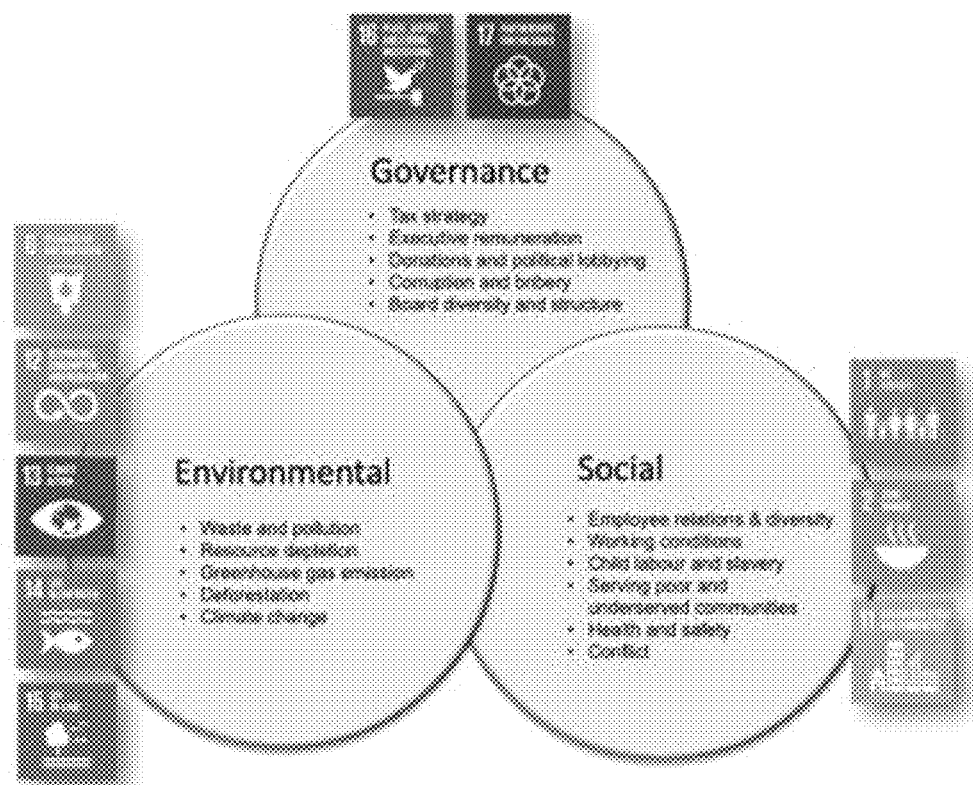 17
Governance
• Tax strategy
• Executive remuneration
• Donations and political lobbying
• Corruption and bribery
• Board diversity and structure
Environmental
• Waste and pollution
• Resource depletion
• Greenhouse gas emission
• Deforestation
• Climate change
Social
• Employee relations & diversity
• Working conditions
• Child labour and slavery
• Serving poor and
underserved communities
• Health and safety
• Conflict